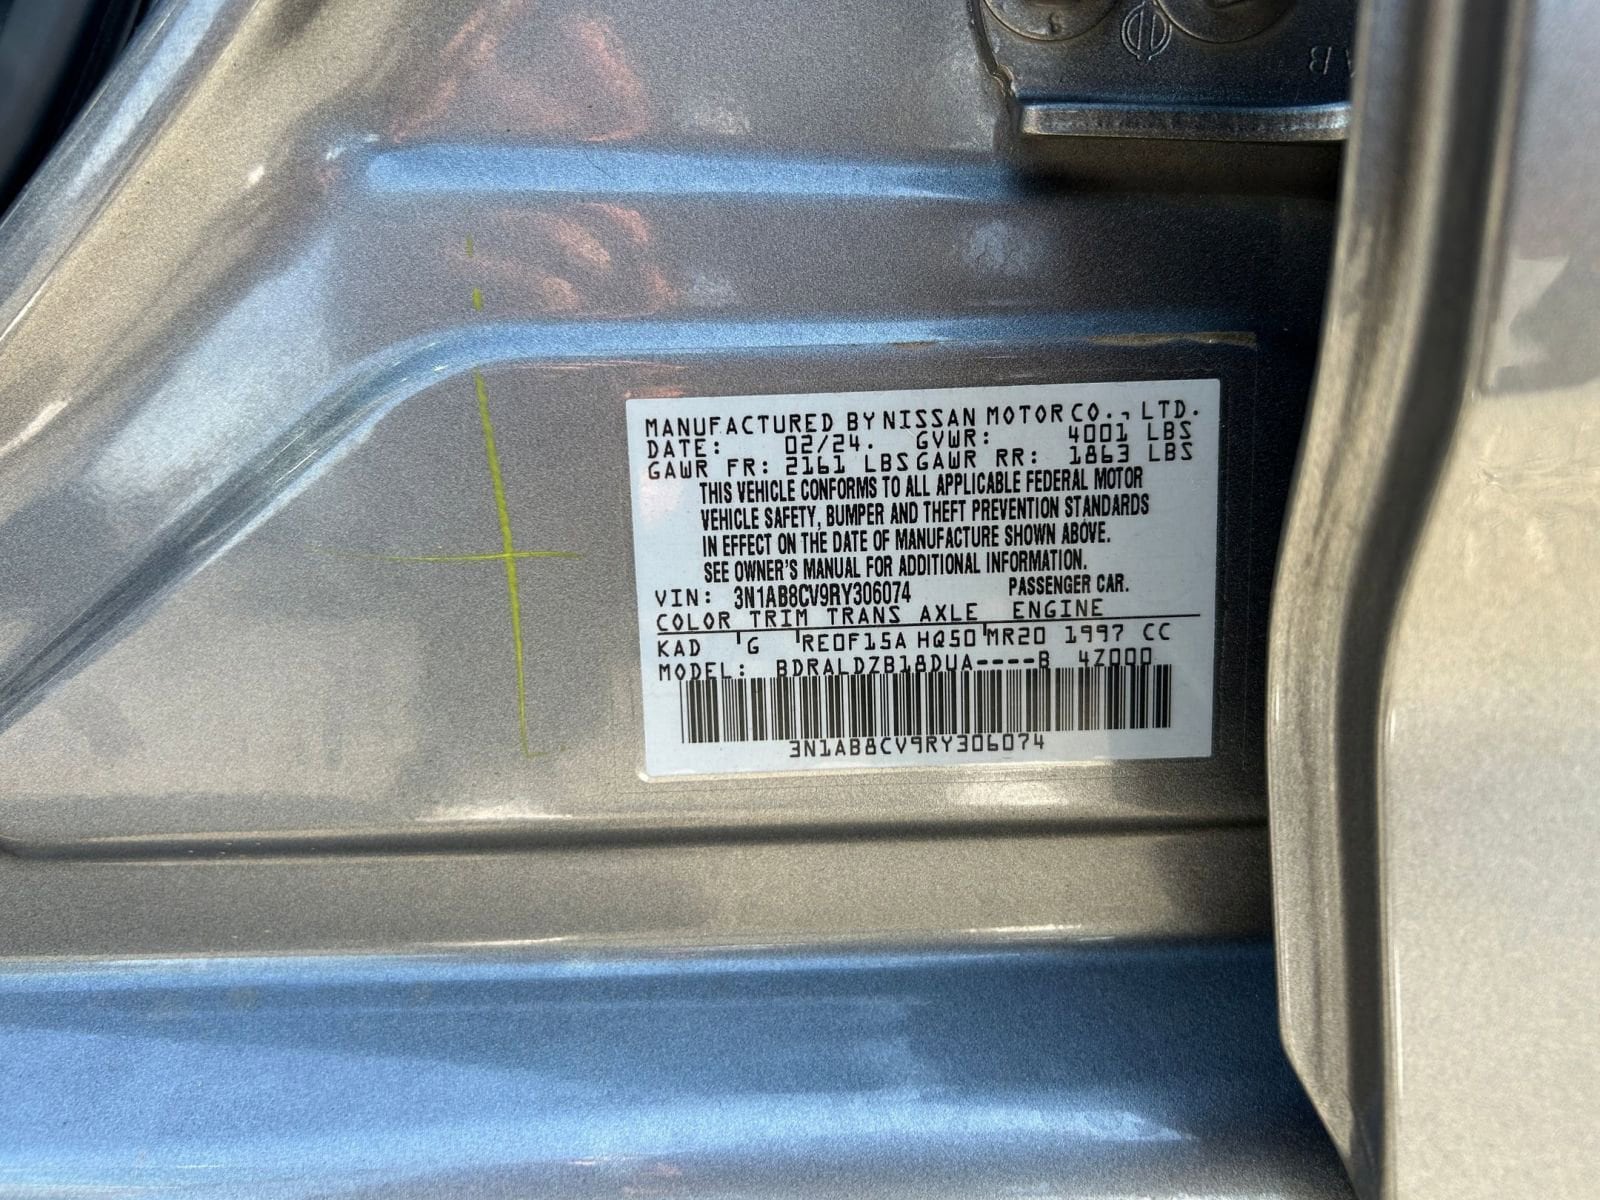 MANUFACTURED BY NISSAN MOTOR CO., LTD.
DATE: 02/24. GVWR: 4001 LBS
GAWR FR: 2161 LBS GAWR RR: 1863 LBS
THIS VEHICLE CONFORMS TO ALL APPLICABLE FEDERAL MOTOR
VEHICLE SAFETY, BUMPER AND THEFT PREVENTION STANDARDS
IN EFFECT ON THE DATE OF MANUFACTURE SHOWN ABOVE.
SEE OWNER'S MANUAL FOR ADDITIONAL INFORMATION.
VIN: 3N1AB8CV9RY306074 PASSENGER CAR.
COLOR TRIM TRANS AXLE ENGINE
KAD G RE0F15A HQ50 MR20 1997 CC
MODEL: BDRALDZB18DUA----B 4Z000
3N1AB8CV9RY306074